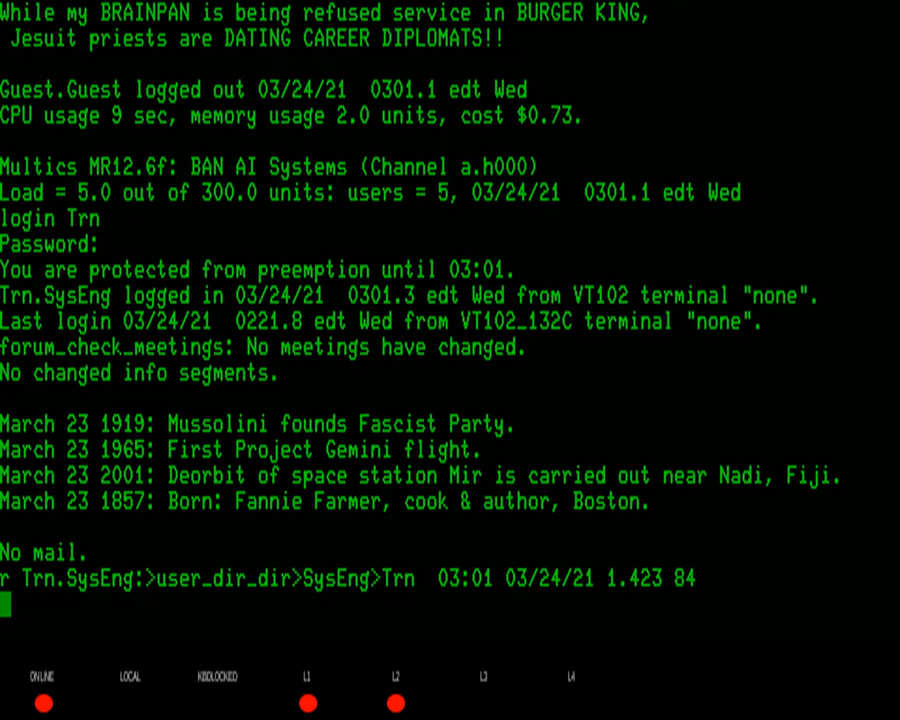 While my BRAINPAN is being refused service in BURGER KING,
Jesuit priests are DATING CAREER DIPLOMATS!!
Guest.Guest logged out 03/24/21  0301.1 edt Wed
CPU usage 9 sec, memory usage 2.0 units, cost $0.73.
Multics MR12.6f: BAN AI Systems (Channel a.h000)
Load = 5.0 out of 300.0 units: users = 5, 03/24/21  0301.1 edt Wed
login Trn
Password:
You are protected from preemption until 03:01.
Trn.SysEng logged in 03/24/21  0301.3 edt Wed from VT102 terminal "none".
Last login 03/24/21  0221.8 edt Wed from VT102_132C terminal "none".
forum_check_meetings: No meetings have changed.
No changed info segments.
March 23 1919: Mussolini founds Fascist Party.
March 23 1965: First Project Gemini flight.
March 23 2001: Deorbit of space station Mir is carried out near Nadi, Fiji.
March 23 1857: Born: Fannie Farmer, cook & author, Boston.
No mail.
r Trn.SysEng:>user_dir_dir>SysEng>Trn  03:01 03/24/21 1.423 84
ONLINE LOCAL KBDLOCKED L1 L2 L3 L4